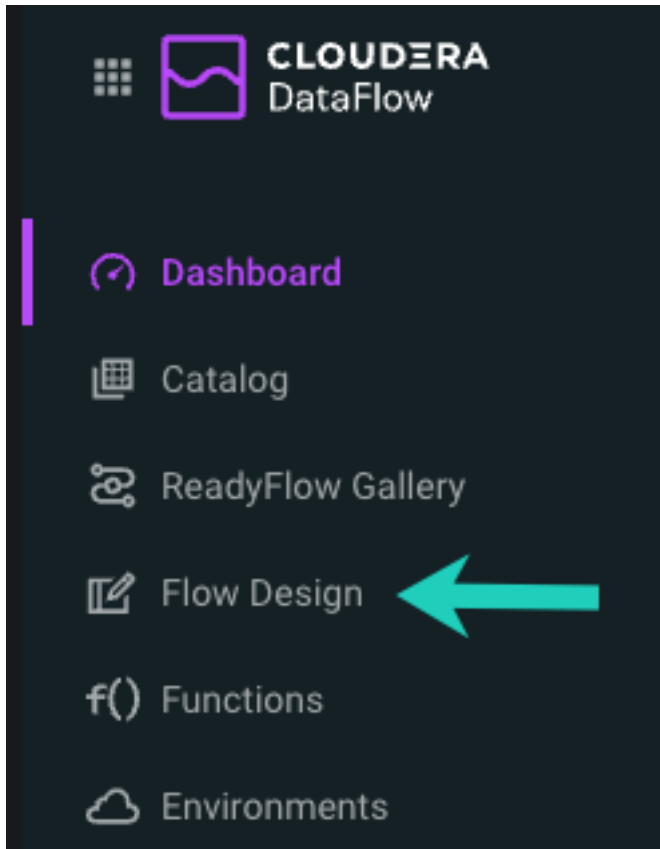 CLOUDERA
DataFlow
Dashboard
Catalog
ReadyFlow Gallery
Flow Design
f() Functions
Environments